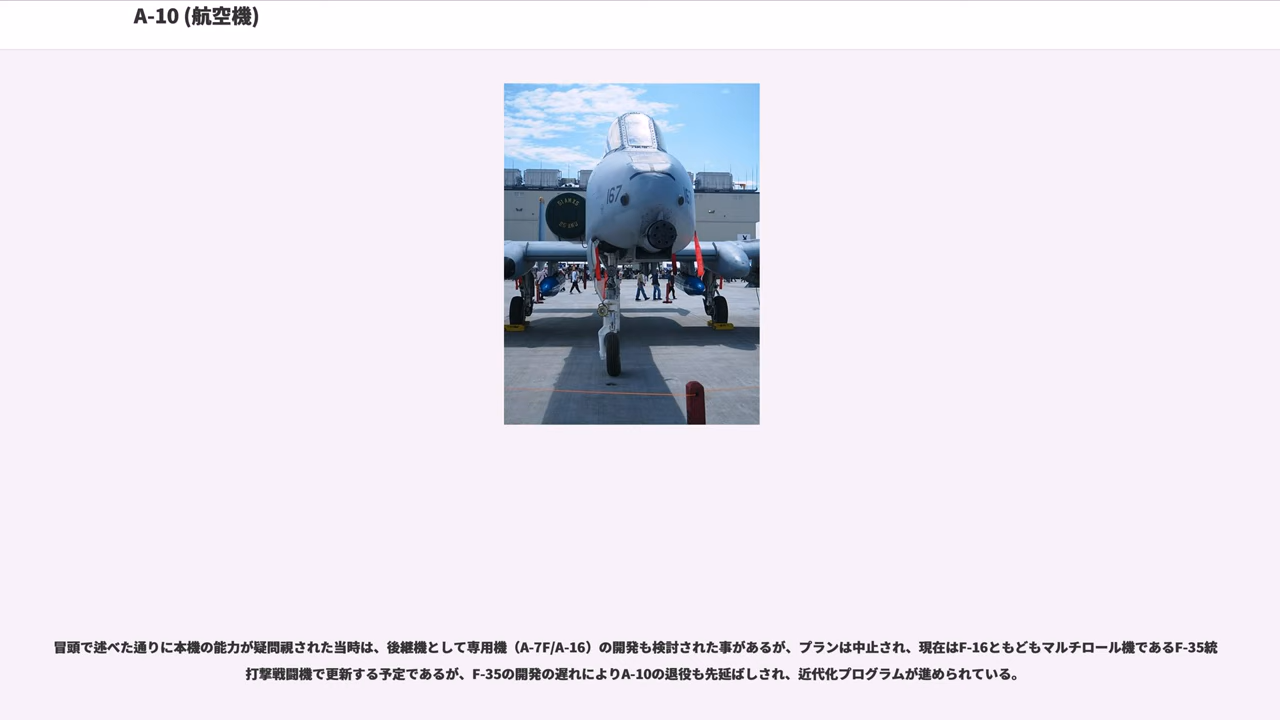 A-10 (航空機)
167
冒頭で述べた通りに本機の能力が疑問視された当時は、後継機として専用機（A-7F/A-16）の開発も検討された事があるが、プランは中止され、現在はF-16ともどもマルチロール機であるF-35統
打撃戦闘機で更新する予定であるが、F-35の開発の遅れによりA-10の退役も先延ばしされ、近代化プログラムが進められている。